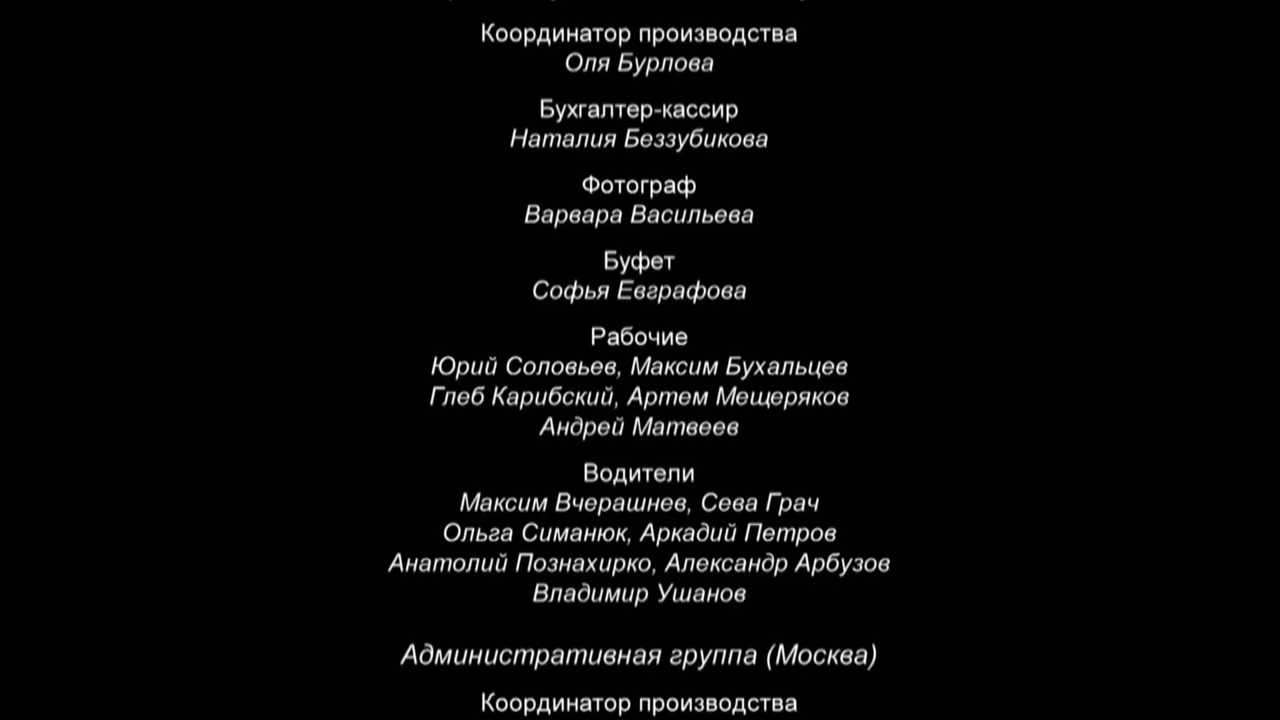 Координатор производства
Оля Бурлова
Бухгалтер-кассир
Наталия Беззубикова
Фотограф
Варвара Васильева
Буфет
Софья Евграфова
Рабочие
Юрий Соловьев, Максим Бухальцев
Глеб Карибский, Артем Мещеряков
Андрей Матвеев
Водители
Максим Вчерашнев, Сева Грач
Ольга Симанюк, Аркадий Петров
Анатолий Познахирко, Александр Арбузов
Владимир Ушанов
Административная группа (Москва)
Координатор производства